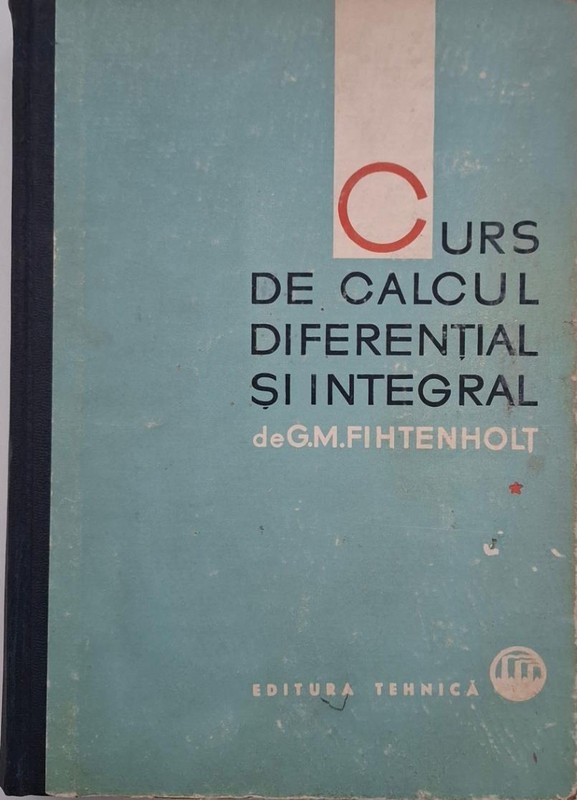 CURS
DE CALCUL
DIFERENȚIAL
ȘI INTEGRAL
de G.M. FIHTENHOLȚ
EDITURA TEHNICĂ